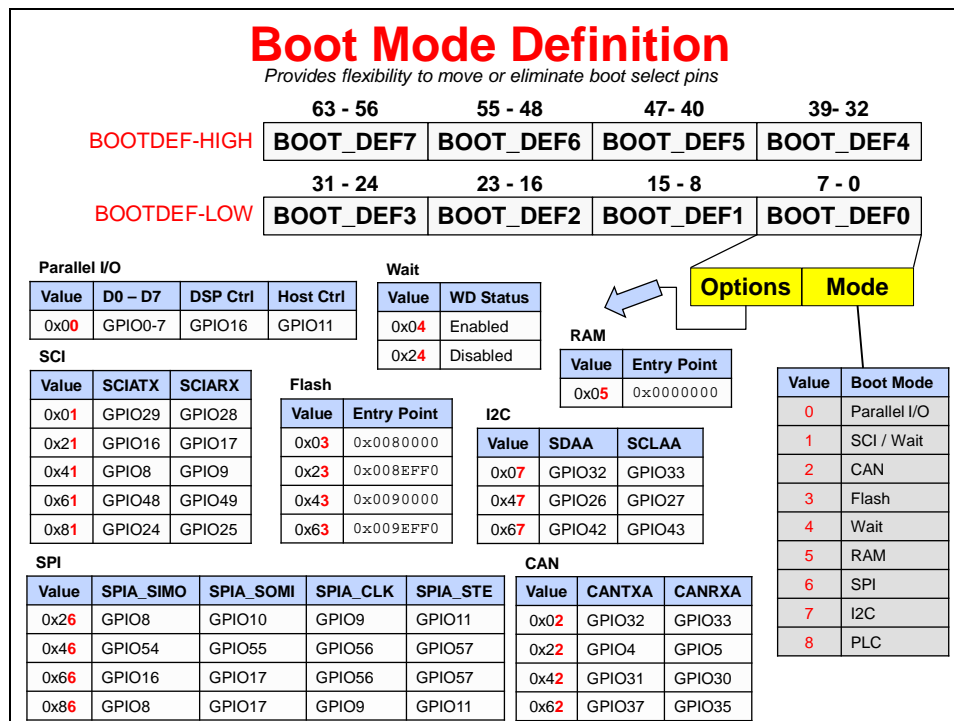 Boot Mode Definition
Provides flexibility to move or eliminate boot select pins
63 - 56 55 - 48 47- 40 39- 32
BOOTDEF-HIGH BOOT_DEF7 BOOT_DEF6 BOOT_DEF5 BOOT_DEF4
31 - 24 23 - 16 15 - 8 7 - 0
BOOTDEF-LOW BOOT_DEF3 BOOT_DEF2 BOOT_DEF1 BOOT_DEF0
Options Mode
Parallel I/O
Value D0 – D7 DSP Ctrl Host Ctrl
0x00 GPIO0-7 GPIO16 GPIO11
Wait
Value WD Status
0x04 Enabled
0x24 Disabled
RAM
Value Entry Point
0x05 0x0000000
SCI
Value SCIATX SCIARX
0x01 GPIO29 GPIO28
0x21 GPIO16 GPIO17
0x41 GPIO8 GPIO9
0x61 GPIO48 GPIO49
0x81 GPIO24 GPIO25
Flash
Value Entry Point
0x03 0x0080000
0x23 0x008EFF0
0x43 0x0090000
0x63 0x009EFF0
I2C
Value SDAA SCLAA
0x07 GPIO32 GPIO33
0x47 GPIO26 GPIO27
0x67 GPIO42 GPIO43
Value Boot Mode
0 Parallel I/O
1 SCI / Wait
2 CAN
3 Flash
4 Wait
5 RAM
6 SPI
7 I2C
8 PLC
SPI
Value SPIA_SIMO SPIA_SOMI SPIA_CLK SPIA_STE
0x26 GPIO8 GPIO10 GPIO9 GPIO11
0x46 GPIO54 GPIO55 GPIO56 GPIO57
0x66 GPIO16 GPIO17 GPIO56 GPIO57
0x86 GPIO8 GPIO17 GPIO9 GPIO11
CAN
Value CANTXA CANRXA
0x02 GPIO32 GPIO33
0x22 GPIO4 GPIO5
0x42 GPIO31 GPIO30
0x62 GPIO37 GPIO35